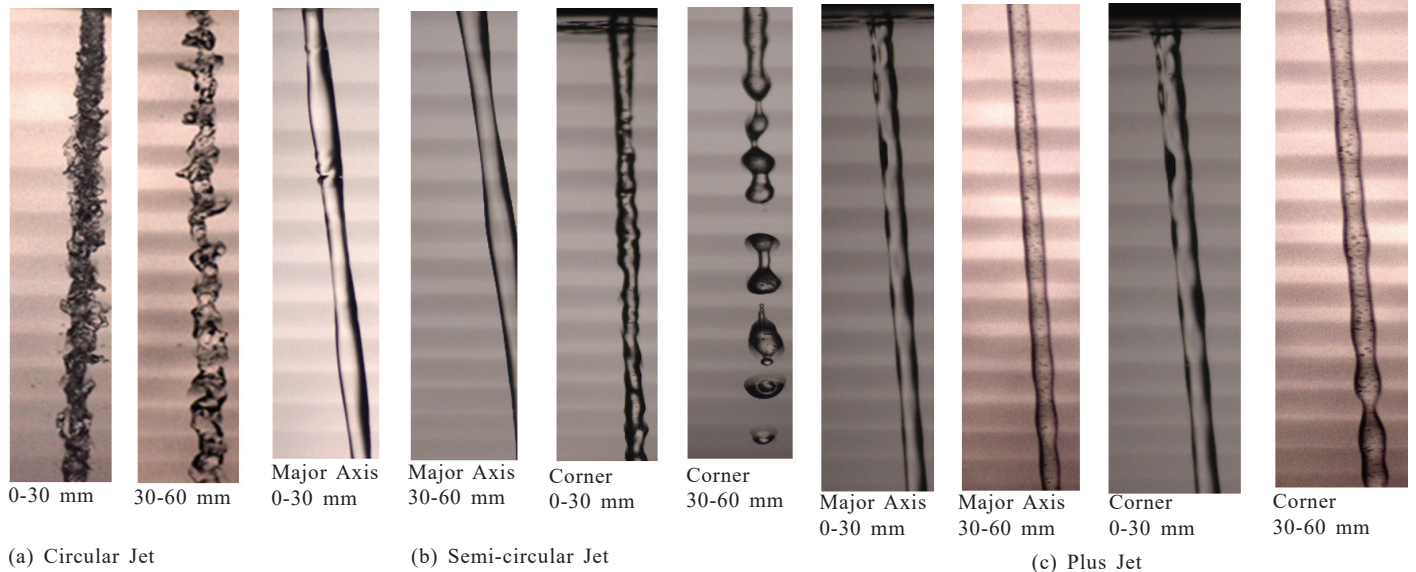 0-30 mm
30-60 mm
Major Axis
0-30 mm
Major Axis
30-60 mm
Corner
0-30 mm
Corner
30-60 mm
Major Axis
0-30 mm
Major Axis
30-60 mm
Corner
0-30 mm
Corner
30-60 mm
(a) Circular Jet
(b) Semi-circular Jet
(c) Plus Jet